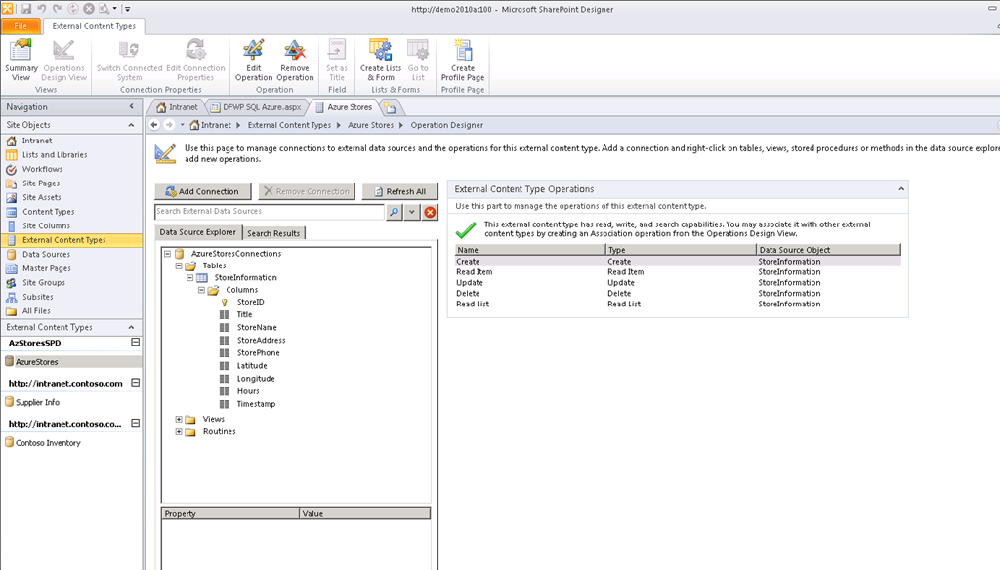 http://demo2010a:100 - Microsoft SharePoint Designer
File
External Content Types
Summary View
Operations Design View
Switch Connected System
Edit Connection Properties
Edit Operation
Remove Operation
Set as Title
Create Lists & Form
Go to List
Create Profile Page
Views
Connection Properties
Operation
Field
Lists & Forms
Profile Page
Navigation
Intranet
DFWP SQL Azure.aspx
Azure Stores
Site Objects
Intranet
External Content Types
Azure Stores
Operation Designer
Intranet
Lists and Libraries
Workflows
Site Pages
Site Assets
Content Types
Site Columns
External Content Types
Data Sources
Master Pages
Site Groups
Subsites
All Files
External Content Types
AzStoresSPD
AzureStores
http://intranet.contoso.com
Supplier Info
http://intranet.contoso.co...
Contoso Inventory
Use this page to manage connections to external data sources and the operations for this external content type. Add a connection and right-click on tables, views, stored procedures or methods in the data source explore
add new operations.
Add Connection
Remove Connection
Refresh All
Search External Data Sources
Data Source Explorer
Search Results
AzureStoresConnections
Tables
StoreInformation
Columns
StoreID
Title
StoreName
StoreAddress
StorePhone
Latitude
Longitude
Hours
Timestamp
Views
Routines
Property Value
External Content Type Operations
Use this part to manage the operations of this external content type.
This external content type has read, write, and search capabilities. You may associate it with other external
content types by creating an Association operation from the Operations Design View.
Name Type Data Source Object
Create Create StoreInformation
Read Item Read Item StoreInformation
Update Update StoreInformation
Delete Delete StoreInformation
Read List Read List StoreInformation